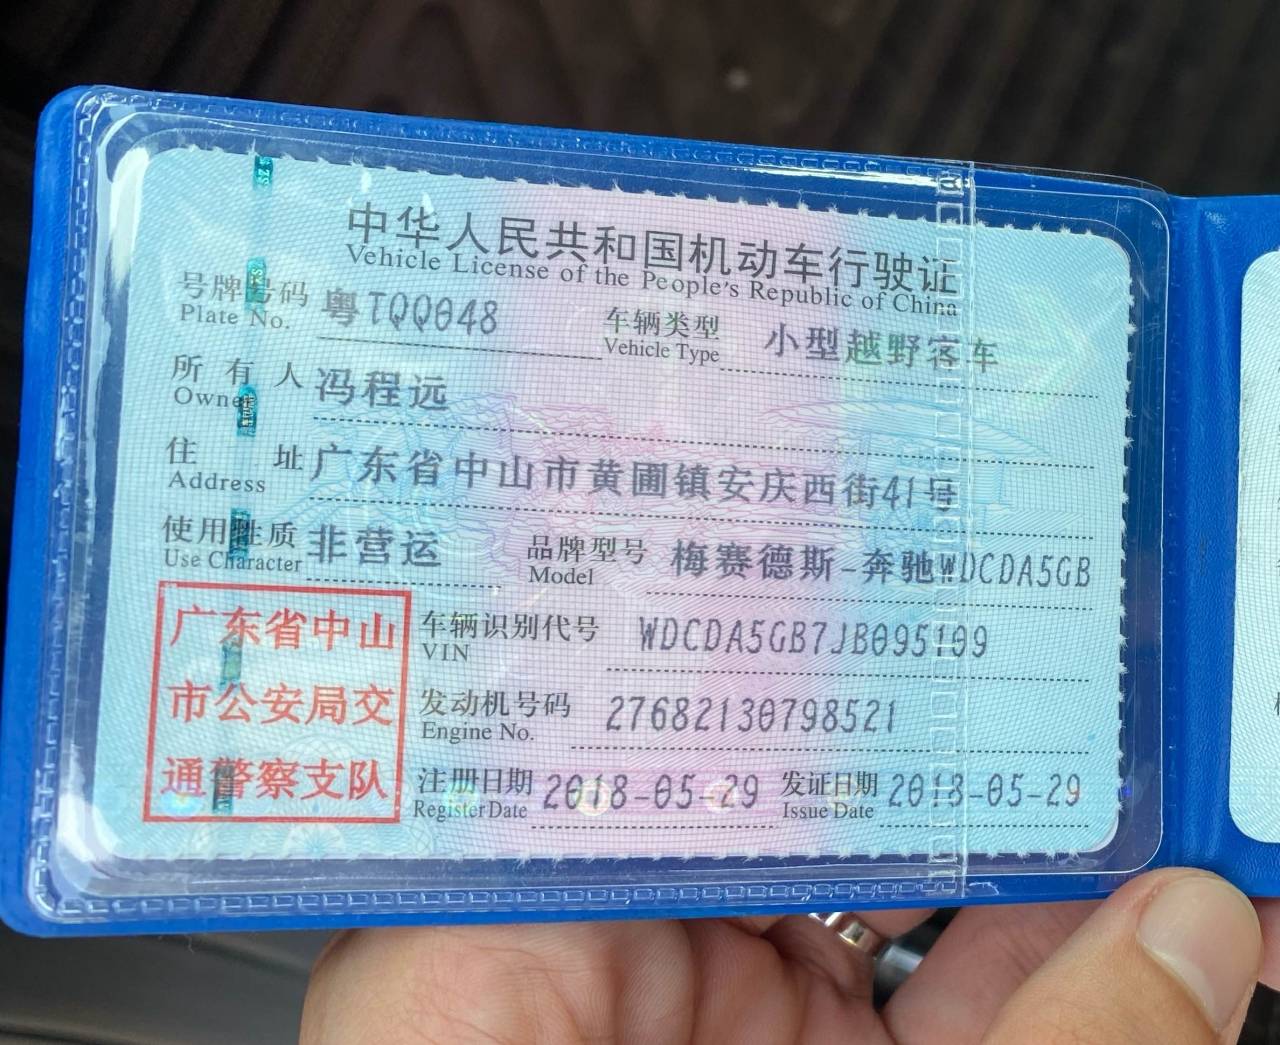 中华人民共和国机动车行驶证
Vehicle License of the People's Republic of China
号牌号码 粤TQQ048 车辆类型 小型越野客车
Plate No. Vehicle Type
所有人 冯程远
Owner
住址 广东省中山市黄圃镇安庆西街41号
Address
使用性质 非营运 品牌型号 梅赛德斯-奔驰WDCDA5GB
Use Character Model
广东省中山
市公安局交
通警察支队
车辆识别代号 WDCDA5GB7JB095109
VIN
发动机号码 27682130798521
Engine No.
注册日期 2018-05-29 发证日期 2018-05-29
Register Date Issue Date